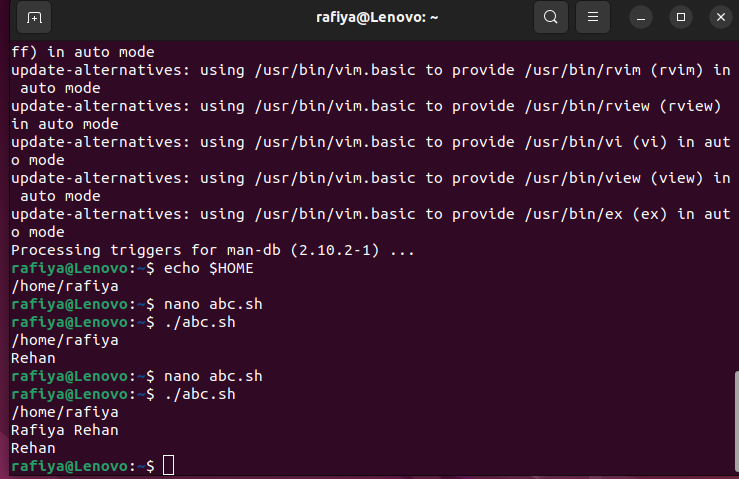 rafiya@Lenovo: ~
ff) in auto mode
update-alternatives: using /usr/bin/vim.basic to provide /usr/bin/rvim (rvim) in
 auto mode
update-alternatives: using /usr/bin/vim.basic to provide /usr/bin/rview (rview)
in auto mode
update-alternatives: using /usr/bin/vim.basic to provide /usr/bin/vi (vi) in aut
o mode
update-alternatives: using /usr/bin/vim.basic to provide /usr/bin/view (view) in
 auto mode
update-alternatives: using /usr/bin/vim.basic to provide /usr/bin/ex (ex) in aut
o mode
Processing triggers for man-db (2.10.2-1) ...
rafiya@Lenovo:~$ echo $HOME
/home/rafiya
rafiya@Lenovo:~$ nano abc.sh
rafiya@Lenovo:~$ ./abc.sh
/home/rafiya
Rehan
rafiya@Lenovo:~$ nano abc.sh
rafiya@Lenovo:~$ ./abc.sh
/home/rafiya
Rafiya Rehan
Rehan
rafiya@Lenovo:~$